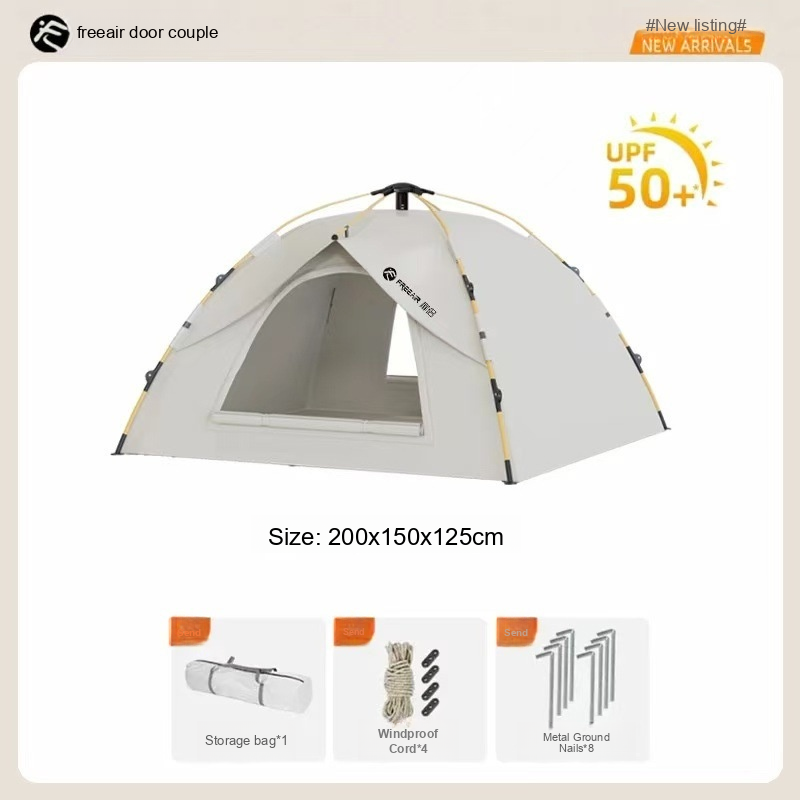 freeair door couple
#New listing#
NEW ARRIVALS
UPF
50+
FREEAIR
Size: 200x150x125cm
Send
Send
Send
Storage bag*1
Windproof
Cord*4
Metal Ground
Nails*8